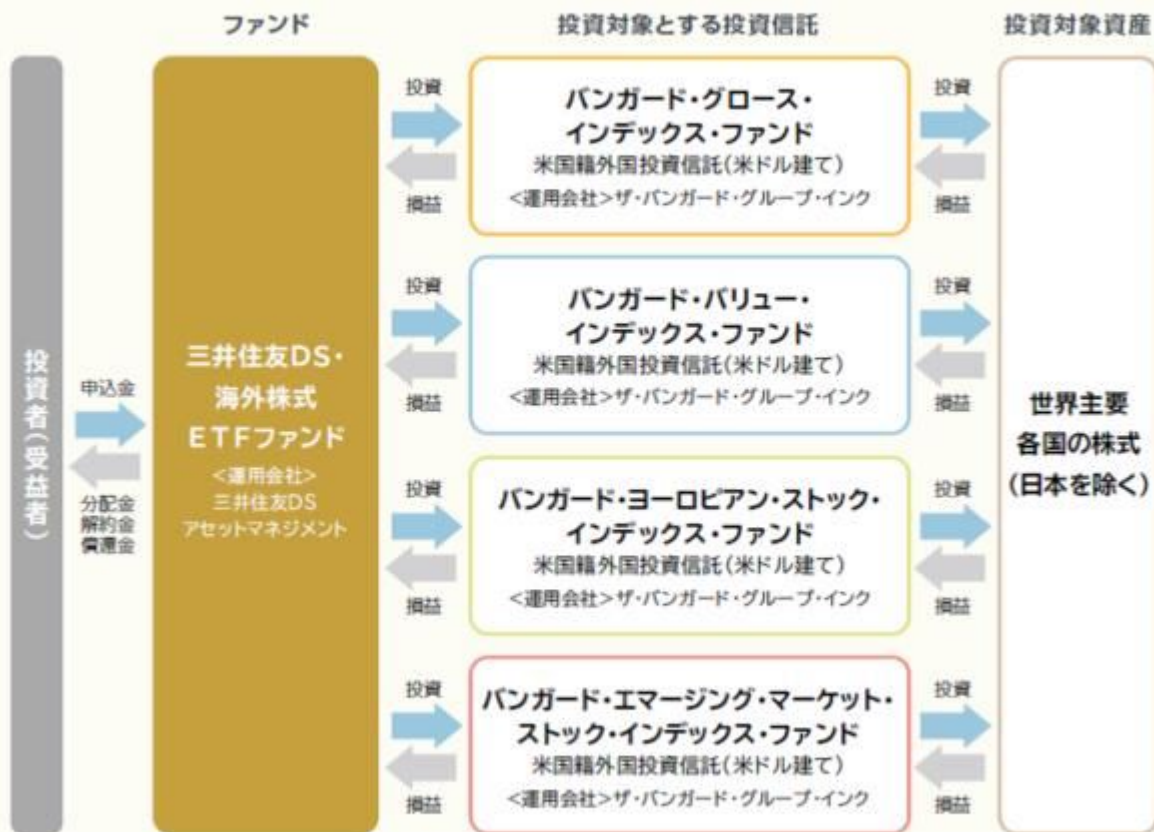 ファンド
投資対象とする投資信託
投資対象資産
投資者(受益者)
申込金
分配金
解約金
償還金
三井住友DS・
海外株式
ETFファンド
<運用会社>
三井住友DS
アセットマネジメント
投資
損益
バンガード・グロース・
インデックス・ファンド
米国籍外国投資信託(米ドル建て)
<運用会社>ザ・バンガード・グループ・インク
投資
損益
投資
損益
バンガード・バリュー・
インデックス・ファンド
米国籍外国投資信託(米ドル建て)
<運用会社>ザ・バンガード・グループ・インク
投資
損益
投資
損益
バンガード・ヨーロピアン・ストック・
インデックス・ファンド
米国籍外国投資信託(米ドル建て)
<運用会社>ザ・バンガード・グループ・インク
投資
損益
投資
損益
バンガード・エマージング・マーケット・
ストック・インデックス・ファンド
米国籍外国投資信託(米ドル建て)
<運用会社>ザ・バンガード・グループ・インク
投資
損益
世界主要
各国の株式
(日本を除く)